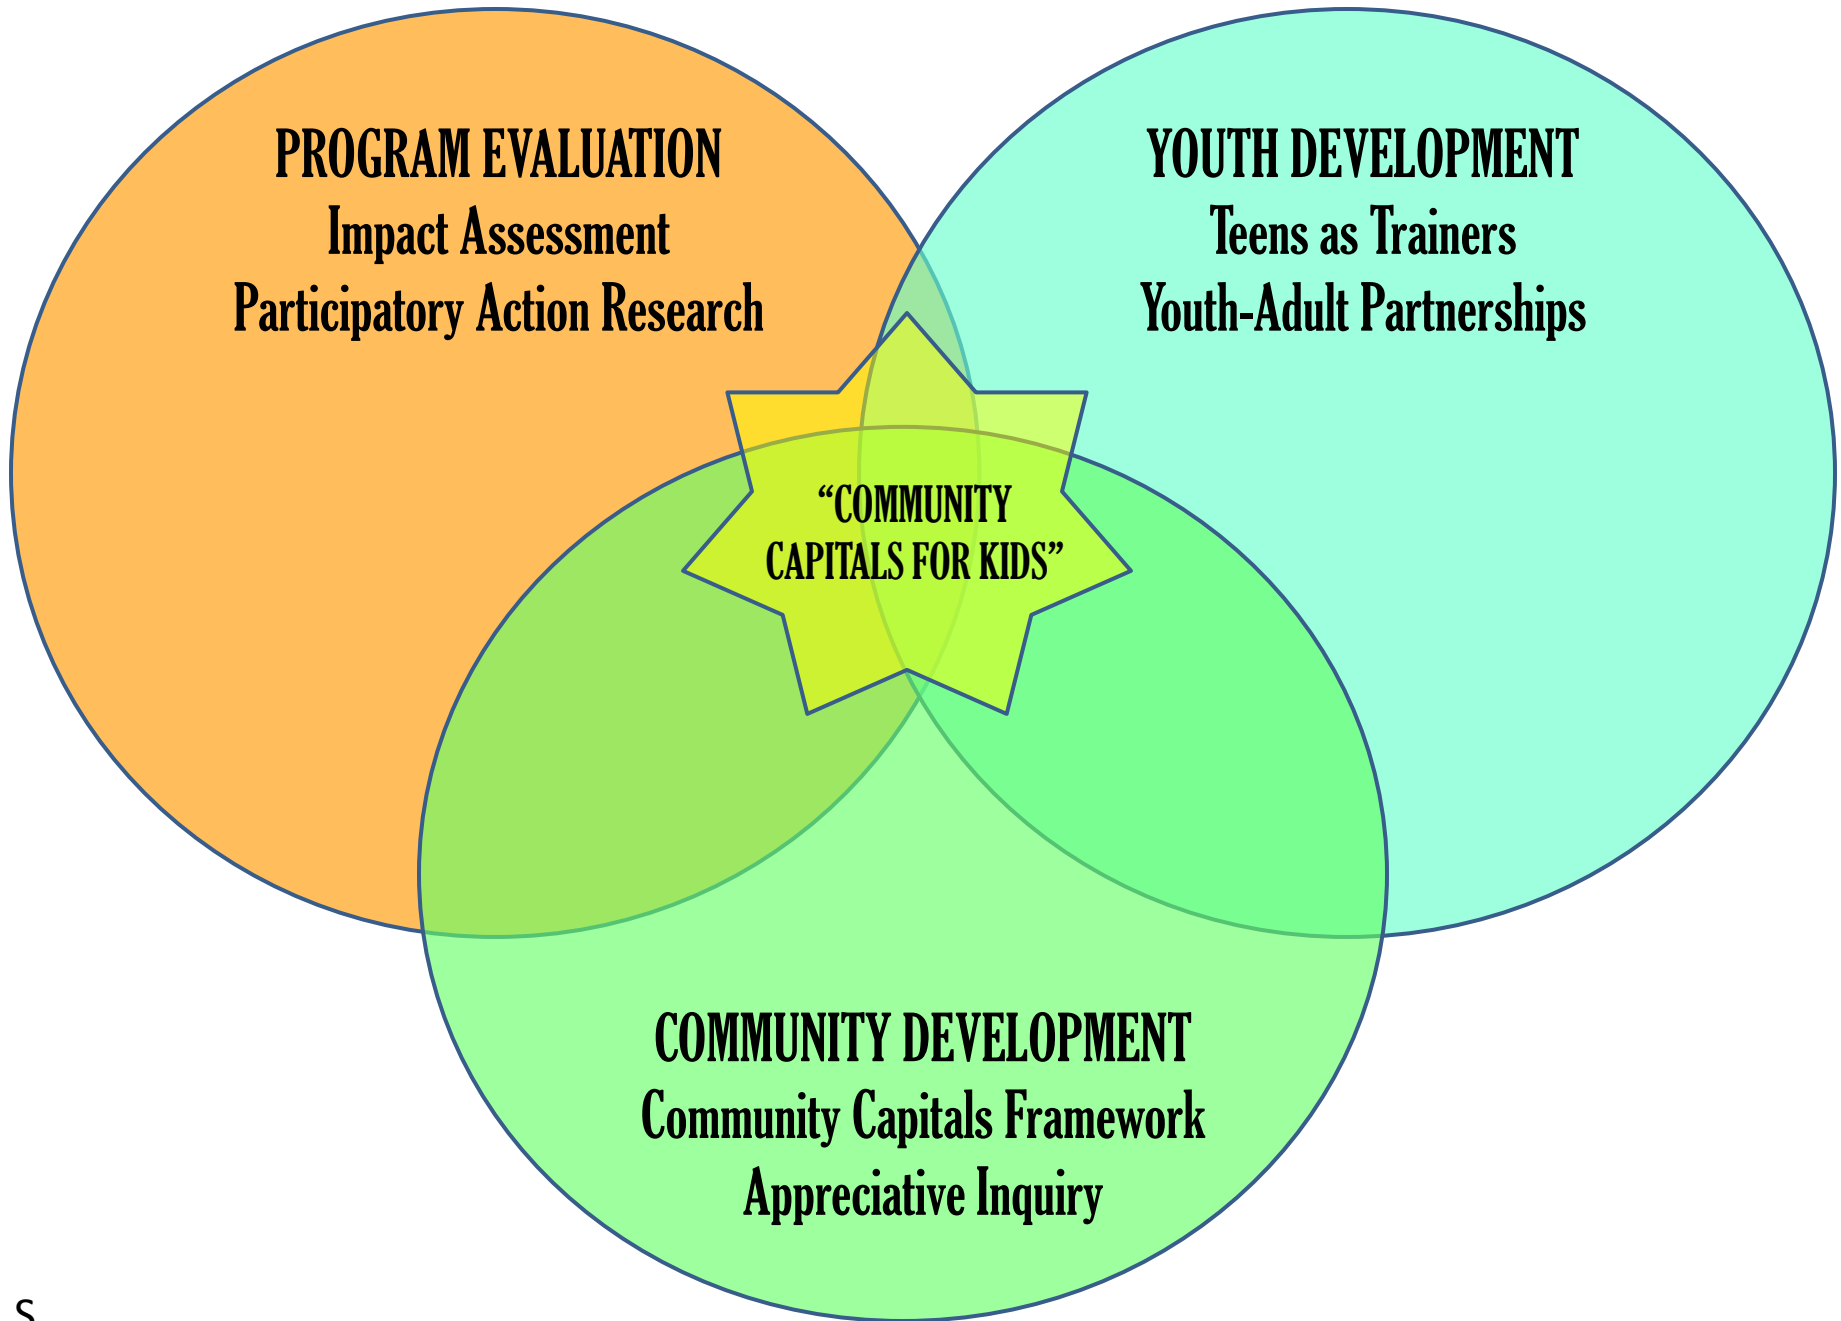 PROGRAM EVALUATION
Impact Assessment
Participatory Action Research
YOUTH DEVELOPMENT
Teens as Trainers
Youth-Adult Partnerships
“COMMUNITY
CAPITALS FOR KIDS”
COMMUNITY DEVELOPMENT
Community Capitals Framework
Appreciative Inquiry
S